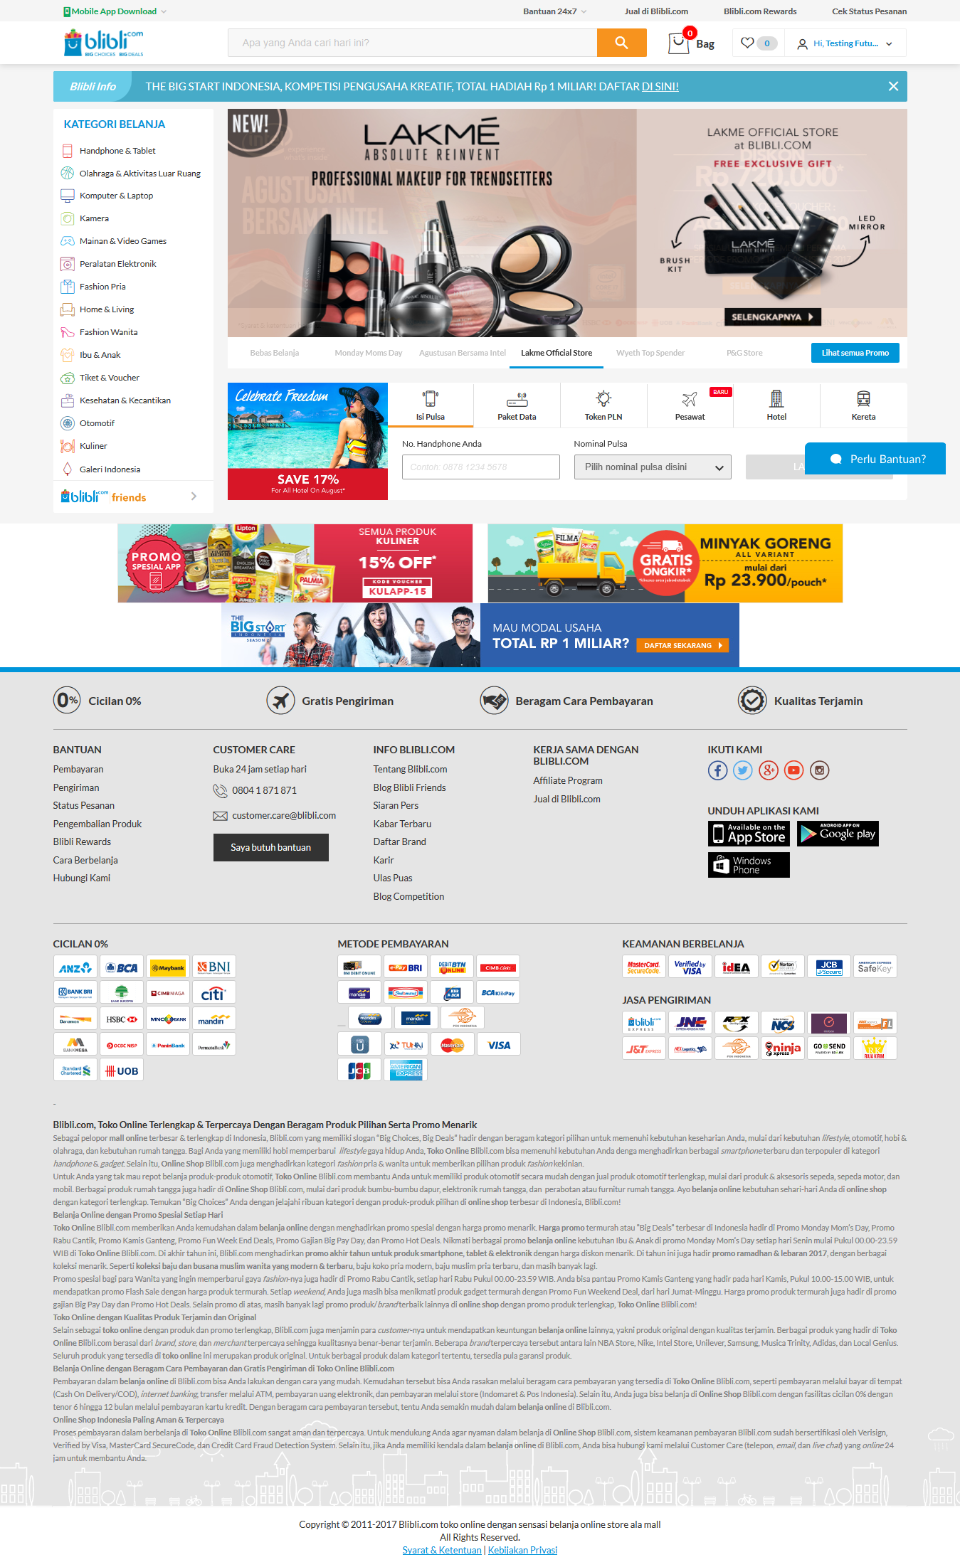 Mobile App Download
Bantuan 24x7
Jual di Blibli.com
Blibli.com Rewards
Cek Status Pesanan
blibli.com
BIG CHOICES BIG DEALS
Apa yang Anda cari hari ini?
0
Bag
0
Hi, Testing Futu...
Blibli Info
THE BIG START INDONESIA, KOMPETISI PENGUSAHA KREATIF, TOTAL HADIAH Rp 1 MILIAR! DAFTAR DI SINI!
KATEGORI BELANJA
Handphone & Tablet
Olahraga & Aktivitas Luar Ruang
Komputer & Laptop
Kamera
Mainan & Video Games
Peralatan Elektronik
Fashion Pria
Home & Living
Fashion Wanita
Ibu & Anak
Tiket & Voucher
Kesehatan & Kecantikan
Otomotif
Kuliner
Galeri Indonesia
blibli.com friends
NEW!
LAKMÉ
ABSOLUTE REINVENT
PROFESSIONAL MAKEUP FOR TRENDSETTERS
LAKME OFFICIAL STORE
at BLIBLI.COM
FREE EXCLUSIVE GIFT
LED
MIRROR
LAKMÉ
BRUSH
KIT
SELENGKAPNYA
Bebas Belanja
Monday Moms Day
Agustusan Bersama Intel
Lakme Official Store
Wyeth Top Spender
P&G Store
Lihat semua Promo
Celebrate Freedom
SAVE 17%
For All Hotel On August*
Isi Pulsa
Paket Data
Token PLN
BARU
Pesawat
Hotel
Kereta
No. Handphone Anda
Contoh: 0878 1234 5678
Nominal Pulsa
Pilih nominal pulsa disini
Perlu Bantuan?
PROMO
SPESIAL APP
SEMUA PRODUK
KULINER
15% OFF*
KODE VOUCHER
KULAPP-15
GRATIS
ONGKIR*
MINYAK GORENG
ALL VARIANT
mulai dari
Rp 23.900/pouch*
THE
BIG START
INDONESIA
MAU MODAL USAHA
TOTAL RP 1 MILIAR?
DAFTAR SEKARANG
0%
Cicilan 0%
Gratis Pengiriman
Beragam Cara Pembayaran
Kualitas Terjamin
BANTUAN
Pembayaran
Pengiriman
Status Pesanan
Pengembalian Produk
Blibli Rewards
Cara Berbelanja
Hubungi Kami
CUSTOMER CARE
Buka 24 jam setiap hari
0804 1 871 871
customer.care@blibli.com
Saya butuh bantuan
INFO BLIBLI.COM
Tentang Blibli.com
Blog Blibli Friends
Siaran Pers
Kabar Terbaru
Daftar Brand
Karir
Ulas Puas
Blog Competition
KERJA SAMA DENGAN
BLIBLI.COM
Affiliate Program
Jual di Blibli.com
IKUTI KAMI
UNDUH APLIKASI KAMI
Available on the
App Store
ANDROID APP ON
Google play
Windows
Phone
CICILAN 0%
ANZ
BCA
Maybank
BNI
BANK BRI
CIMB NIAGA
citi
HSBC
mandiri
OCBC NISP
PaninBank
PermataBank
Standard
Chartered
UOB
METODE PEMBAYARAN
BRI
DEBIT BTN
ONLINE
BCA KlikPay
mandiri
VISA
JCB
KEAMANAN BERBELANJA
MasterCard.
SecureCode
Verified by
VISA
idEA
JCB
SafeKey
JASA PENGIRIMAN
blibli
EXPRESS
JNE
RPX
NCS
J&T EXPRESS
ninja
GO SEND
Blibli.com, Toko Online Terlengkap & Terpercaya Dengan Beragam Produk Pilihan Serta Promo Menarik
Sebagai pelopor mall online terbesar & terlengkap di Indonesia, Blibli.com yang memiliki slogan "Big Choices, Big Deals" hadir dengan beragam kategori pilihan untuk memenuhi kebutuhan keseharian Anda, mulai dari kebutuhan lifestyle, otomotif, hobi &
olahraga, dan kebutuhan rumah tangga. Bagi Anda yang memiliki hobi memperbarui lifestyle gaya hidup Anda, Toko Online Blibli.com bisa memenuhi kebutuhan Anda denga menghadirkan berbagai smartphone terbaru dan terpopuler di kategori
handphone & gadget. Selain itu, Online Shop Blibli.com juga menghadirkan kategori fashion pria & wanita untuk memberikan pilihan produk fashion kekinian.
Untuk Anda yang tak mau repot belanja produk-produk otomotif, Toko Online Blibli.com membantu Anda untuk memiliki produk otomotif secara mudah dengan jual produk otomotif terlengkap, mulai dari produk & aksesoris sepeda, sepeda motor, dan
mobil. Berbagai produk rumah tangga juga hadir di Online Shop Blibli.com, mulai dari produk bumbu-bumbu dapur, elektronik rumah tangga, dan perabotan atau furnitur rumah tangga. Ayo belanja online kebutuhan sehari-hari Anda di online shop
dengan kategori terlengkap. Temukan "Big Choices" Anda dengan jelajahi ribuan kategori dengan produk-produk pilihan di online shop terbesar di Indonesia, Blibli.com!
Belanja Online dengan Promo Spesial Setiap Hari
Toko Online Blibli.com memberikan Anda kemudahan dalam belanja online dengan menghadirkan promo spesial dengan harga promo menarik. Harga promo termurah atau "Big Deals" terbesar di Indonesia hadir di Promo Monday Mom's Day, Promo
Rabu Cantik, Promo Kamis Ganteng, Promo Fun Week End Deals, Promo Gajian Big Pay Day, dan Promo Hot Deals. Nikmati berbagai promo belanja online kebutuhan Ibu & Anak di promo Monday Mom's Day setiap hari Senin mulai Pukul 00.00-23.59
WIB di Toko Online Blibli.com. Di akhir tahun ini, Blibli.com menghadirkan promo akhir tahun untuk produk smartphone, tablet & elektronik dengan harga diskon menarik. Di tahun ini juga hadir promo ramadhan & lebaran 2017, dengan berbagai
koleksi menarik. Seperti koleksi baju dan busana muslim wanita yang modern & terbaru, baju koko pria modern, baju muslim pria terbaru, dan masih banyak lagi.
Promo spesial bagi para Wanita yang ingin memperbarui gaya fashion-nya juga hadir di Promo Rabu Cantik, setiap hari Rabu Pukul 00.00-23.59 WIB. Anda bisa pantau Promo Kamis Ganteng yang hadir pada hari Kamis, Pukul 10.00-15.00 WIB, untuk
mendapatkan promo Flash Sale dengan harga produk termurah. Setiap weekend, Anda juga masih bisa menikmati produk gadget termurah dengan Promo Fun Weekend Deal, dari hari Jumat-Minggu. Harga promo produk termurah juga hadir di promo
gajian Big Pay Day dan Promo Hot Deals. Selain promo di atas, masih banyak lagi promo produk/brand terbaik lainnya di online shop dengan promo produk terlengkap, Toko Online Blibli.com!
Toko Online dengan Kualitas Produk Terjamin dan Original
Selain sebagai toko online dengan produk dan promo terlengkap, Blibli.com juga menjamin para customer-nya untuk mendapatkan keuntungan belanja online lainnya, yakni produk original dengan kualitas terjamin. Berbagai produk yang hadir di Toko
Online Blibli.com berasal dari brand, store, dan merchant terpercaya sehingga kualitasnya benar-benar terjamin. Beberapa brand terpercaya tersebut antara lain NBA Store, Nike, Intel Store, Unilever, Samsung, Musica Trinity, Adidas, dan Local Genius.
Seluruh produk yang tersedia di toko online ini merupakan produk original. Untuk berbagai produk dalam kategori tertentu, tersedia pula garansi produk.
Belanja Online dengan Beragam Cara Pembayaran dan Gratis Pengiriman di Toko Online Blibli.com
Pembayaran dalam belanja online di Blibli.com bisa Anda lakukan dengan cara yang mudah. Kemudahan tersebut bisa Anda rasakan melalui beragam cara pembayaran yang tersedia di Toko Online Blibli.com, seperti pembayaran melalui bayar di tempat
(Cash On Delivery/COD), internet banking, transfer melalui ATM, pembayaran uang elektronik, dan pembayaran melalui store (Indomaret & Pos Indonesia). Selain itu, Anda juga bisa belanja di Online Shop Blibli.com dengan fasilitas cicilan 0% dengan
tenor 6 hingga 12 bulan melalui pembayaran kartu kredit. Dengan beragam cara pembayaran tersebut, tentu Anda semakin mudah dalam belanja online di Blibli.com.
Online Shop Indonesia Paling Aman & Terpercaya
Proses pembayaran dalam berbelanja di Toko Online Blibli.com sangat aman dan terpercaya. Untuk mendukung Anda agar nyaman dalam belanja di Online Shop Blibli.com, sistem keamanan pembayaran Blibli.com sudah bersertifikasi oleh Verisign,
Verified by Visa, MasterCard SecureCode, dan Credit Card Fraud Detection System. Selain itu, jika Anda memiliki kendala dalam belanja online di Blibli.com, Anda bisa hubungi kami melalui Customer Care (telepon, email, dan live chat) yang online 24
jam untuk membantu Anda.
Copyright © 2011-2017 Blibli.com toko online dengan sensasi belanja online store ala mall
All Rights Reserved.
Syarat & Ketentuan | Kebijakan Privasi